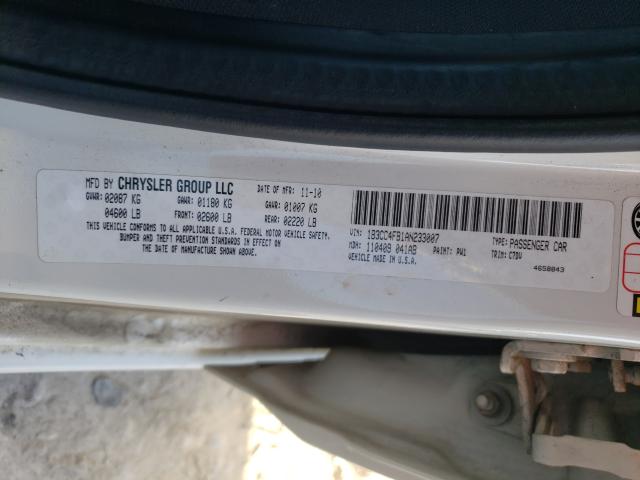 MFD BY CHRYSLER GROUP LLC DATE OF MFR: 11-10
GVWR: 02087 KG GAWR: 01180 KG GAWR: 01007 KG
04600 LB FRONT: 02600 LB REAR: 02220 LB
THIS VEHICLE CONFORMS TO ALL APPLICABLE U.S.A. FEDERAL MOTOR VEHICLE SAFETY,
BUMPER AND THEFT PREVENTION STANDARDS IN EFFECT ON
THE DATE OF MANUFACTURE SHOWN ABOVE.
VIN: 1B3CC4FB1AN233007 TYPE: PASSENGER CAR
MDH: 110409 041AB PAINT: PW1 TRIM: C7DV
VEHICLE MADE IN U.S.A.
4658843